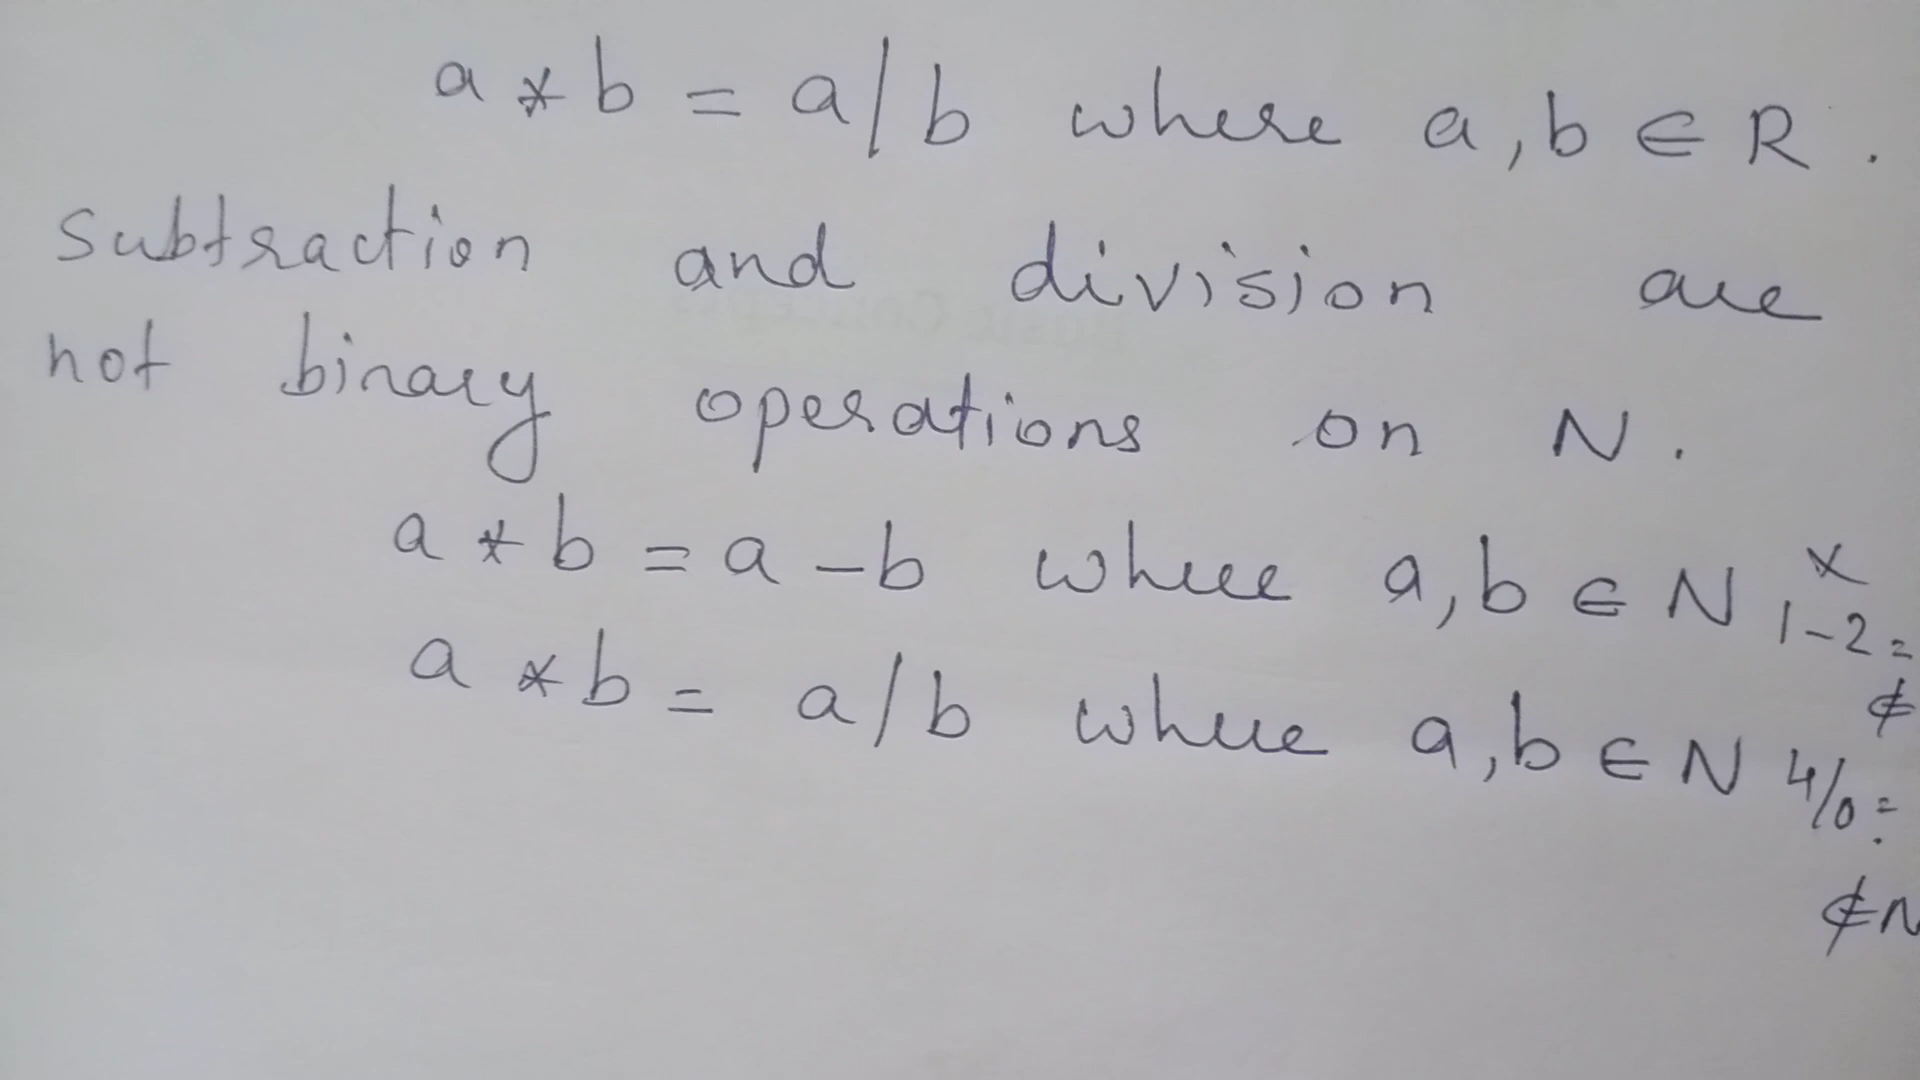 a * b = a/b where a, b ∈ R.
subtraction and division are
not binary operations on N.
a * b = a - b where a, b ∈ N x
1-2=
∉
a * b = a/b where a, b ∈ N 4/0=
∉N